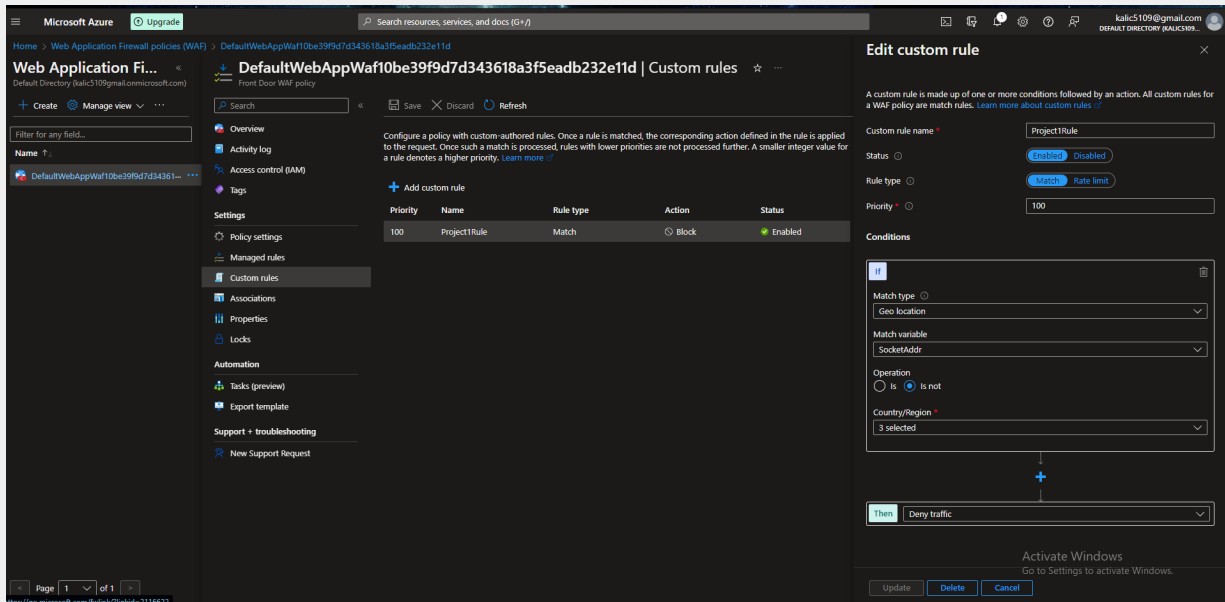 Microsoft Azure
Upgrade
Search resources, services, and docs (G+/)
1
kalic5109@gmail.com
DEFAULT DIRECTORY (KALIC5109...
Home > Web Application Firewall policies (WAF) > DefaultWebAppWaf10be39f9d7d343618a3f5eadb232e11d
Web Application Fi...
Default Directory (kalic5109gmail.onmicrosoft.com)
+ Create
Manage view
...
Filter for any field...
Name ↑
DefaultWebAppWaf10be39f9d7d34361...
...
Page 1 of 1
DefaultWebAppWaf10be39f9d7d343618a3f5eadb232e11d | Custom rules
...
Front Door WAF policy
Search
«
Overview
Activity log
Access control (IAM)
Tags
Settings
Policy settings
Managed rules
Custom rules
Associations
Properties
Locks
Automation
Tasks (preview)
Export template
Support + troubleshooting
New Support Request
Save
Discard
Refresh
Configure a policy with custom-authored rules. Once a rule is matched, the corresponding action defined in the rule is applied
to the request. Once such a match is processed, rules with lower priorities are not processed further. A smaller integer value for
a rule denotes a higher priority. Learn more
+ Add custom rule
Priority Name Rule type Action Status
100 Project1Rule Match Block Enabled
Edit custom rule
A custom rule is made up of one or more conditions followed by an action. All custom rules for
a WAF policy are match rules. Learn more about custom rules
Custom rule name * Project1Rule
Status Enabled Disabled
Rule type Match Rate limit
Priority * 100
Conditions
If
Match type
Geo location
Match variable
SocketAddr
Operation
Is Is not
Country/Region *
3 selected
+
Then Deny traffic
Activate Windows
Go to Settings to activate Windows.
Update Delete Cancel